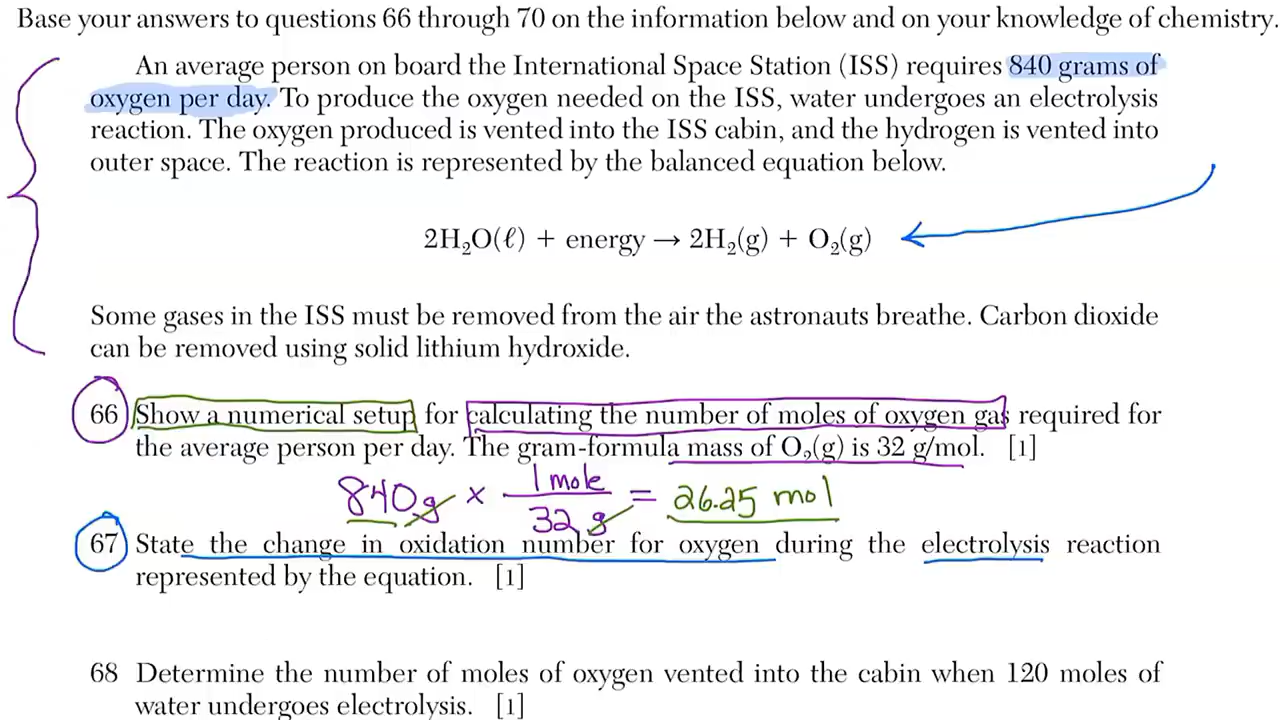 Base your answers to questions 66 through 70 on the information below and on your knowledge of chemistry.
An average person on board the International Space Station (ISS) requires 840 grams of
oxygen per day. To produce the oxygen needed on the ISS, water undergoes an electrolysis
reaction. The oxygen produced is vented into the ISS cabin, and the hydrogen is vented into
outer space. The reaction is represented by the balanced equation below.
2H₂O(ℓ) + energy → 2H₂(g) + O₂(g)
Some gases in the ISS must be removed from the air the astronauts breathe. Carbon dioxide
can be removed using solid lithium hydroxide.
66 Show a numerical setup for calculating the number of moles of oxygen gas required for
the average person per day. The gram-formula mass of O₂(g) is 32 g/mol. [1]
840g × 1 mole / 32 g = 26.25 mol
67 State the change in oxidation number for oxygen during the electrolysis reaction
represented by the equation. [1]
68 Determine the number of moles of oxygen vented into the cabin when 120 moles of
water undergoes electrolysis. [1]